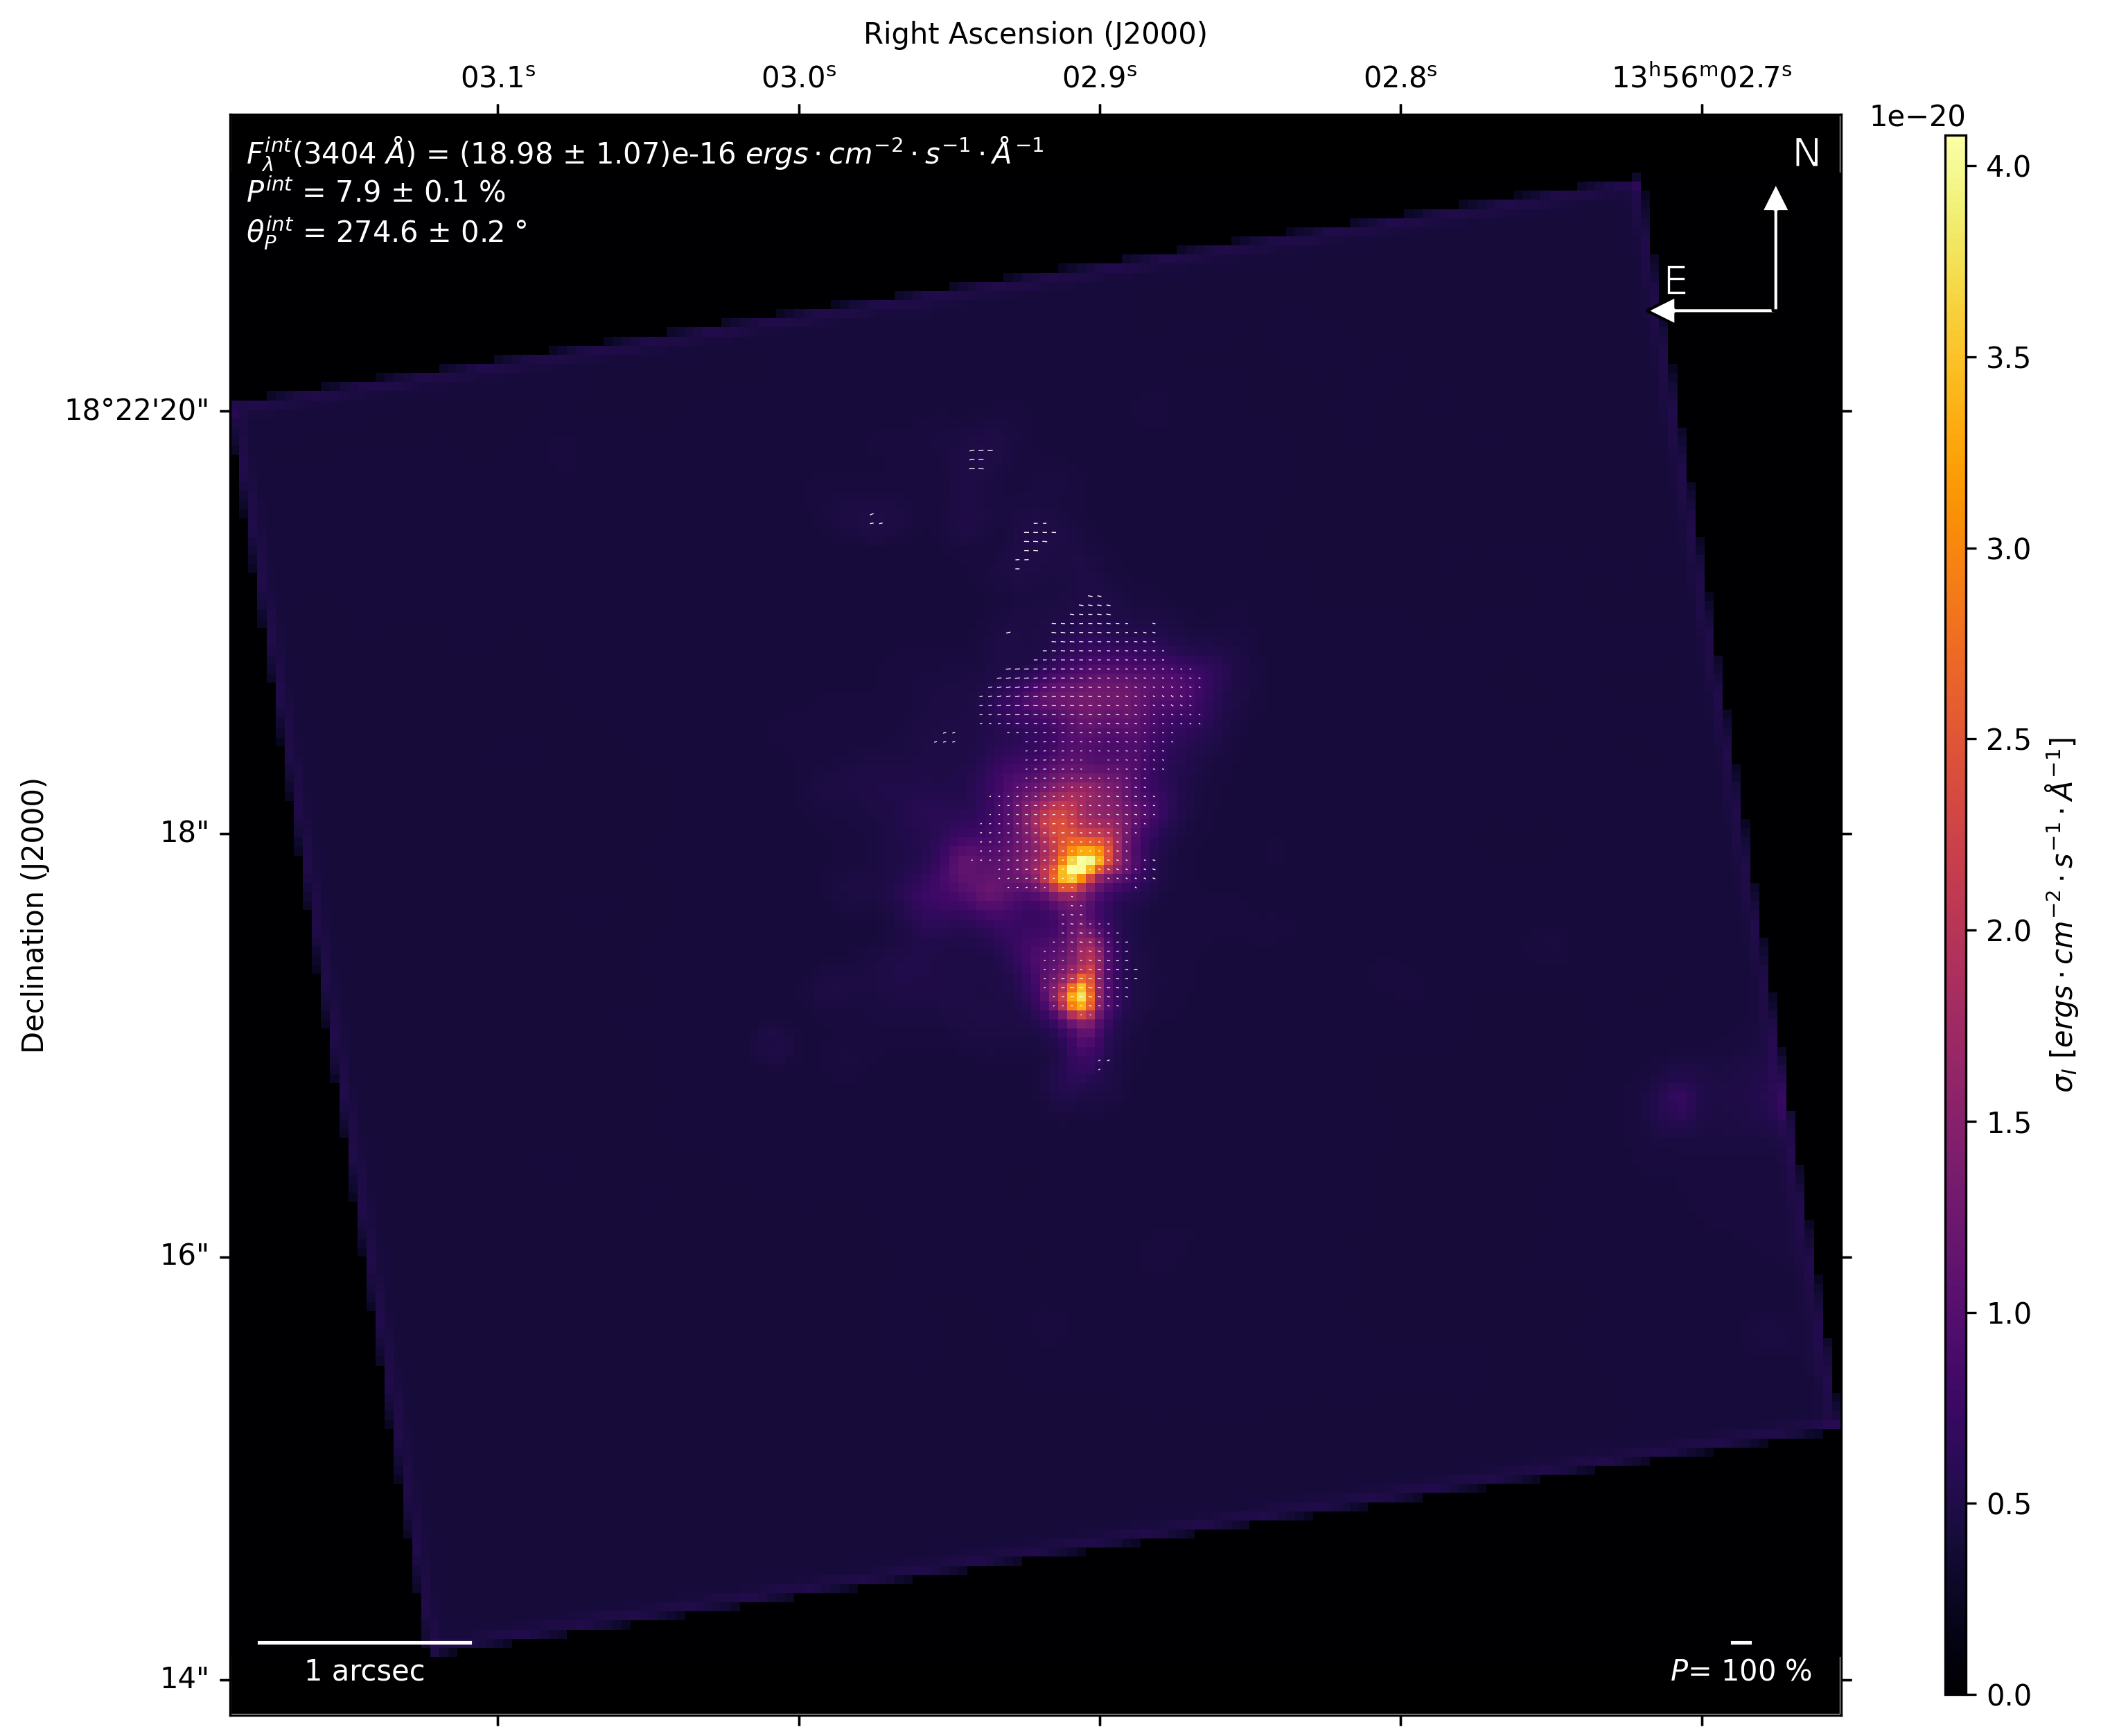 Right Ascension (J2000)
03.1ˢ 03.0ˢ 02.9ˢ 02.8ˢ 13ʰ56ᵐ02.7ˢ
1e−20
F_λ^int(3404 Å) = (18.98 ± 1.07)e-16 ergs · cm⁻² · s⁻¹ · Å⁻¹
P^int = 7.9 ± 0.1 %
θ_P^int = 274.6 ± 0.2 °
N
E
18°22'20"
18"
16"
14"
Declination (J2000)
1 arcsec
P= 100 %
4.0
3.5
3.0
2.5
2.0
1.5
1.0
0.5
0.0
σ_I [ergs · cm⁻² · s⁻¹ · Å⁻¹]